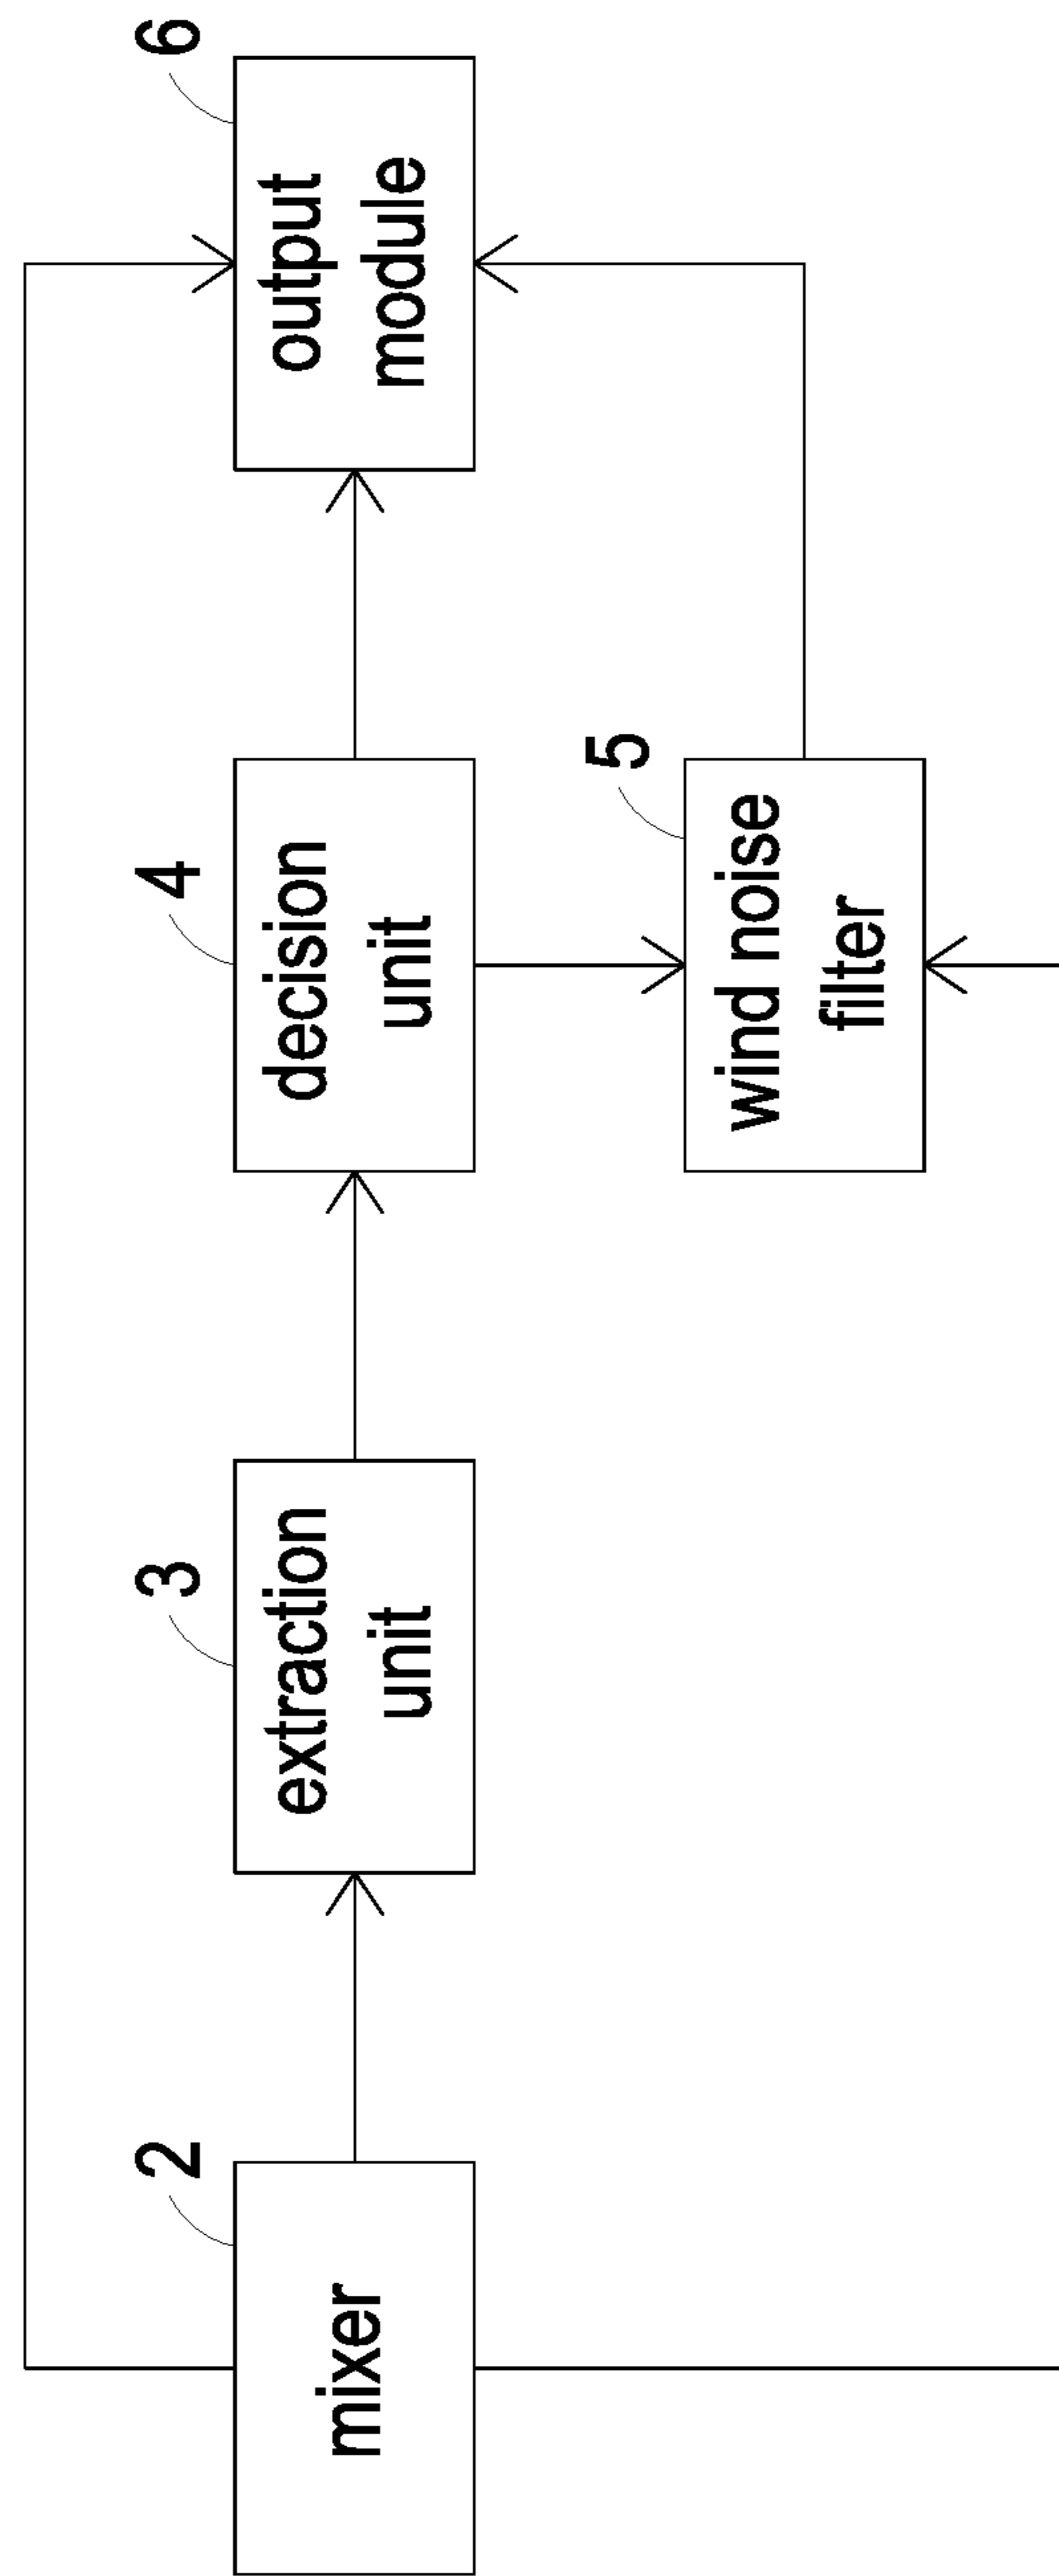 2
mixer
3
extraction
unit
4
decision
unit
6
output
module
5
wind noise
filter